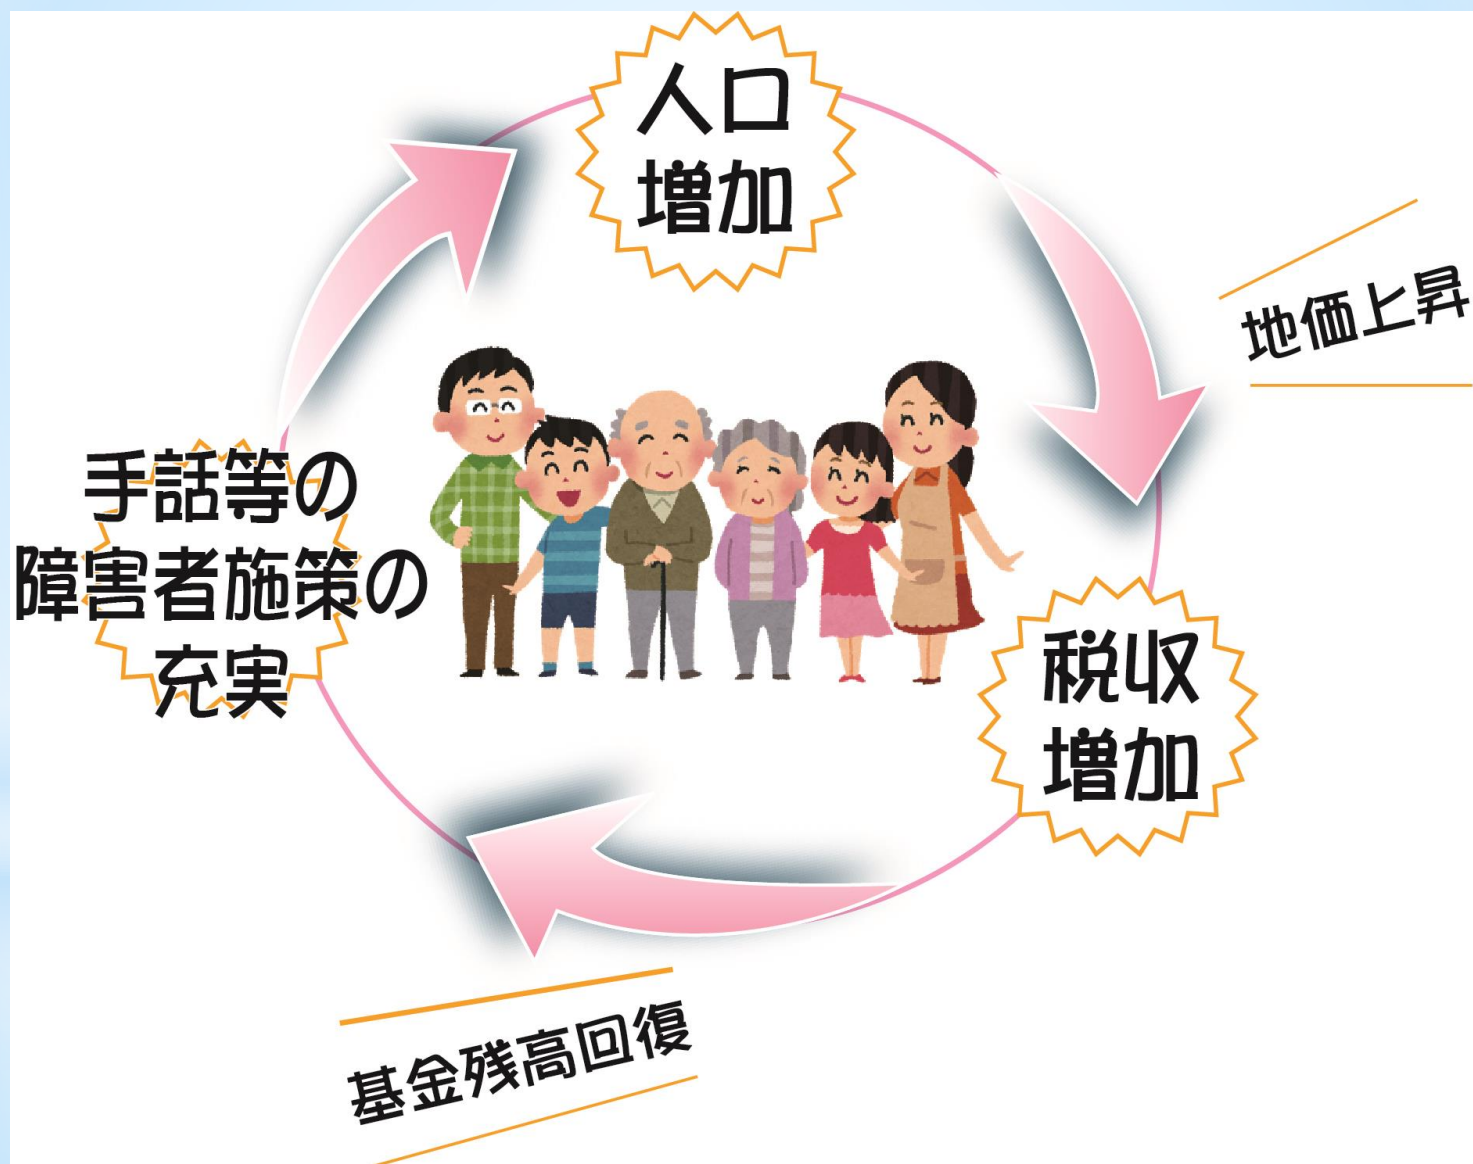 人口
増加
地価上昇
手話等の
障害者施策の
充実
税収
増加
基金残高回復